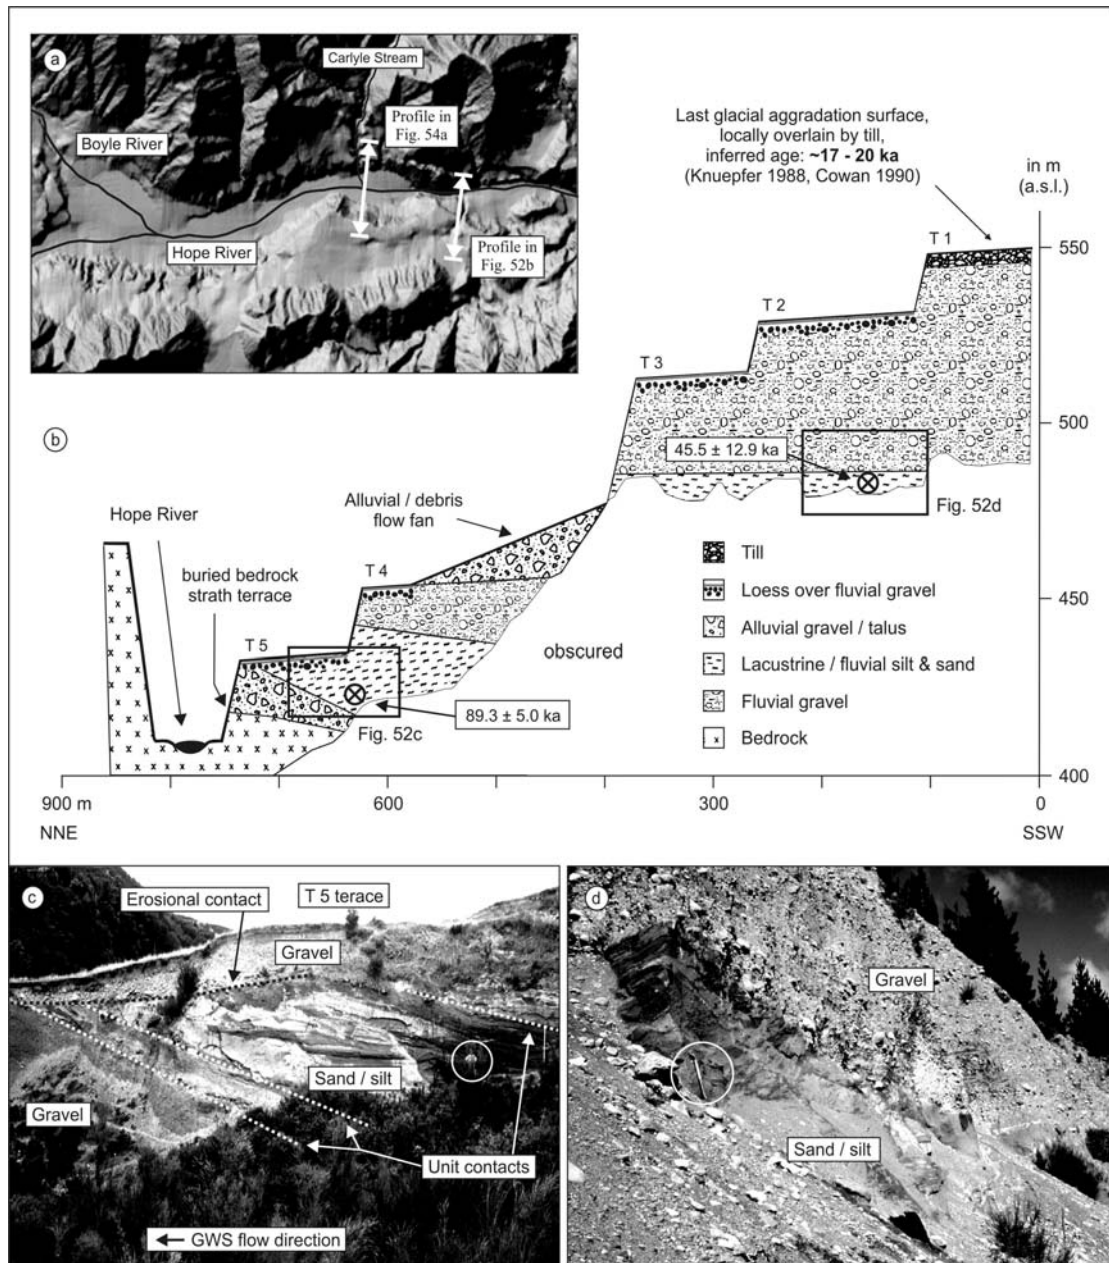 a
Carlyle Stream
Boyle River
Profile in
Fig. 54a
Hope River
Profile in
Fig. 52b
Last glacial aggradation surface,
locally overlain by till,
inferred age: ~17 - 20 ka
(Knuepfer 1988, Cowan 1990)
in m
(a.s.l.)
b
T 1
550
T 2
T 3
500
45.5 ± 12.9 ka
Fig. 52d
Hope River
Alluvial / debris
flow fan
buried bedrock
strath terrace
T 4
450
T 5
obscured
89.3 ± 5.0 ka
Fig. 52c
Till
Loess over fluvial gravel
Alluvial gravel / talus
Lacustrine / fluvial silt & sand
Fluvial gravel
Bedrock
400
900 m
600
300
0
NNE
SSW
c
Erosional contact
T 5 terace
Gravel
Sand / silt
Gravel
Unit contacts
GWS flow direction
d
Gravel
Sand / silt